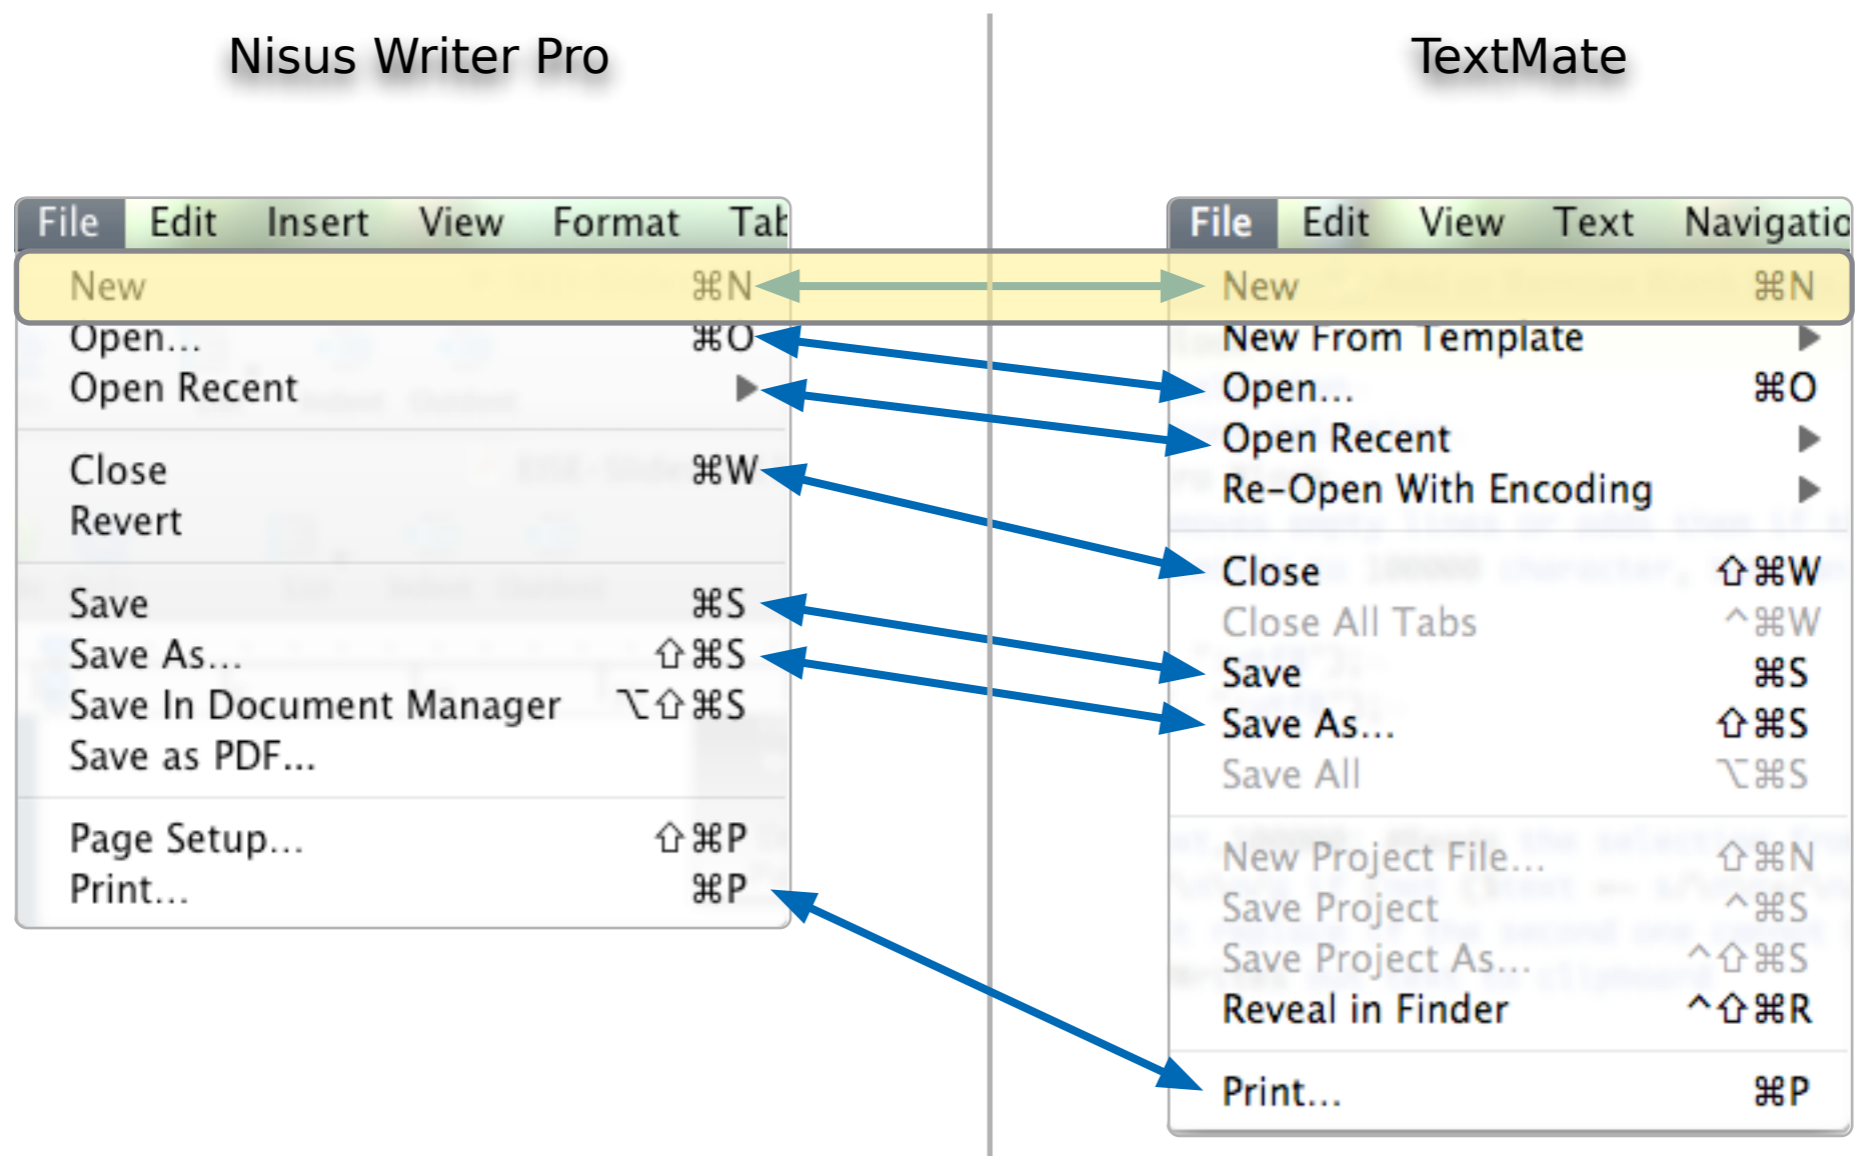 Nisus Writer Pro
TextMate
File Edit Insert View Format Tab
New ⌘N
Open... ⌘O
Open Recent ▶
Close ⌘W
Revert
Save ⌘S
Save As... ⇧⌘S
Save In Document Manager ⌥⇧⌘S
Save as PDF...
Page Setup... ⇧⌘P
Print... ⌘P
File Edit View Text Navigatio
New ⌘N
New From Template ▶
Open... ⌘O
Open Recent ▶
Re-Open With Encoding ▶
Close ⇧⌘W
Close All Tabs ^⌘W
Save ⌘S
Save As... ⇧⌘S
Save All ⌥⌘S
New Project File... ⇧⌘N
Save Project ^⌘S
Save Project As... ^⇧⌘S
Reveal in Finder ^⇧⌘R
Print... ⌘P